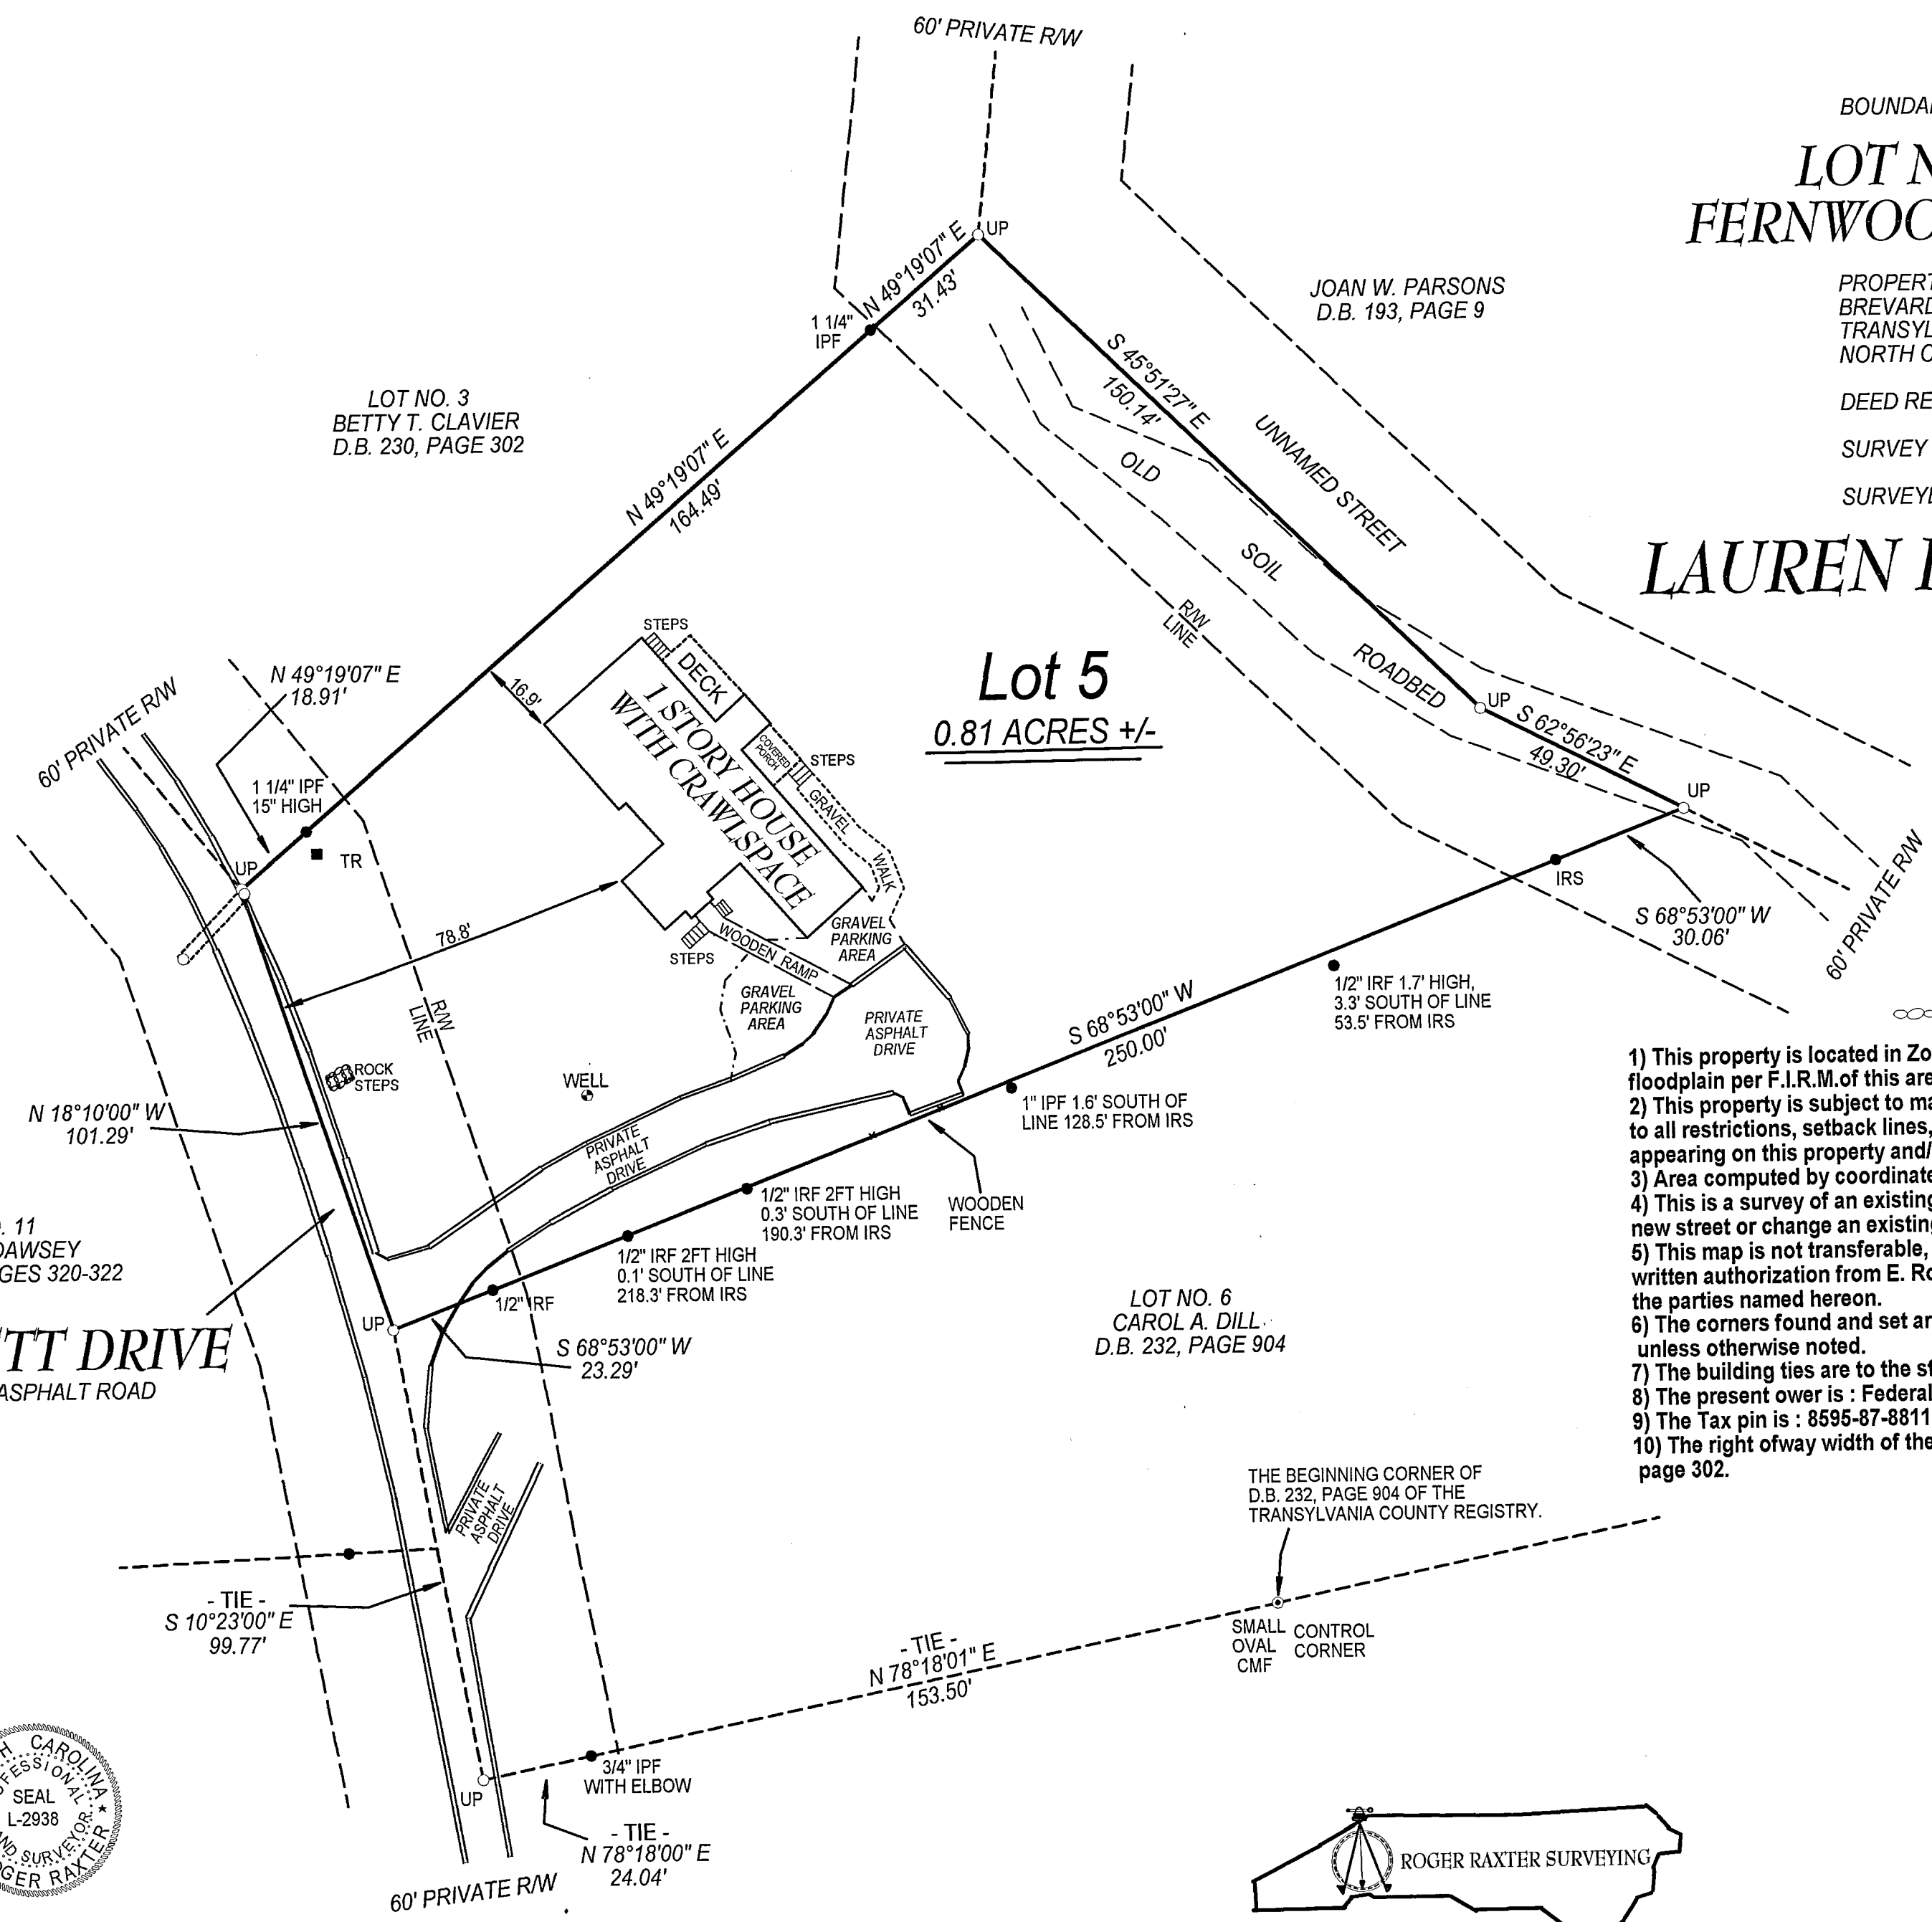 60' PRIVATE R/W
BOUNDA
LOT N
FERNWOO
PROPERT
BREVARD
TRANSYL
NORTH C
DEED RE
SURVEY
SURVEY
LAUREN
UP
N 49°19'07" E
31.43'
1 1/4"
IPF
JOAN W. PARSONS
D.B. 193, PAGE 9
S 45°51'27" E
150.14'
LOT NO. 3
BETTY T. CLAVIER
D.B. 230, PAGE 302
N 49°19'07" E
164.49'
OLD
SOIL
ROADBED
UNNAMED STREET
R/W
LINE
STEPS
DECK
16.9'
1 STORY HOUSE
WITH CRAWLSPACE
COVERED
PORCH
STEPS
GRAVEL
WALK
Lot 5
0.81 ACRES +/-
UP
S 62°56'23" E
49.30'
UP
60' PRIVATE R/W
N 49°19'07" E
18.91'
1 1/4" IPF
15" HIGH
TR
UP
78.8'
STEPS
WOODEN RAMP
GRAVEL
PARKING
AREA
GRAVEL
PARKING
AREA
PRIVATE
ASPHALT
DRIVE
R/W
LINE
IRS
S 68°53'00" W
30.06'
60' PRIVATE R/W
1/2" IRF 1.7' HIGH,
3.3' SOUTH OF LINE
53.5' FROM IRS
S 68°53'00" W
250.00'
ROCK
STEPS
WELL
N 18°10'00" W
101.29'
PRIVATE
ASPHALT
DRIVE
1" IPF 1.6' SOUTH OF
LINE 128.5' FROM IRS
WOODEN
FENCE
1/2" IRF 2FT HIGH
0.3' SOUTH OF LINE
190.3' FROM IRS
1/2" IRF 2FT HIGH
0.1' SOUTH OF LINE
218.3' FROM IRS
1/2" IRF
UP
S 68°53'00" W
23.29'
. 11
DAWSEY
GES 320-322
TT DRIVE
ASPHALT ROAD
LOT NO. 6
CAROL A. DILL
D.B. 232, PAGE 904
1) This property is located in Zo
floodplain per F.I.R.M.of this are
2) This property is subject to ma
to all restrictions, setback lines,
appearing on this property and/
3) Area computed by coordinate
4) This is a survey of an existing
new street or change an existing
5) This map is not transferable,
written authorization from E. Ro
the parties named hereon.
6) The corners found and set ar
unless otherwise noted.
7) The building ties are to the st
8) The present ower is : Federal
9) The Tax pin is : 8595-87-8811
10) The right ofway width of the
page 302.
PRIVATE
ASPHALT
DRIVE
THE BEGINNING CORNER OF
D.B. 232, PAGE 904 OF THE
TRANSYLVANIA COUNTY REGISTRY.
- TIE -
S 10°23'00" E
99.77'
- TIE -
N 78°18'01" E
153.50'
SMALL
OVAL
CMF
CONTROL
CORNER
3/4" IPF
WITH ELBOW
UP
- TIE -
N 78°18'00" E
24.04'
60' PRIVATE R/W
H CAROLINA
FESSIONAL
SEAL
L-2938
ND SURVEYOR
OGER RAXTER
ROGER RAXTER SURVEYING